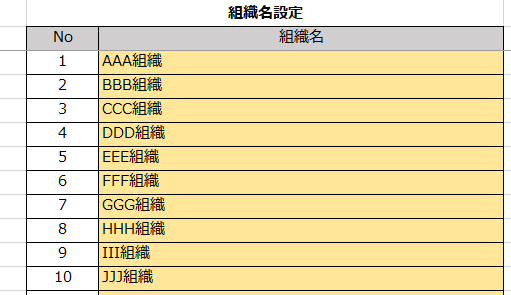 組織名設定
No 組織名
1 AAA組織
2 BBB組織
3 CCC組織
4 DDD組織
5 EEE組織
6 FFF組織
7 GGG組織
8 HHH組織
9 III組織
10 JJJ組織